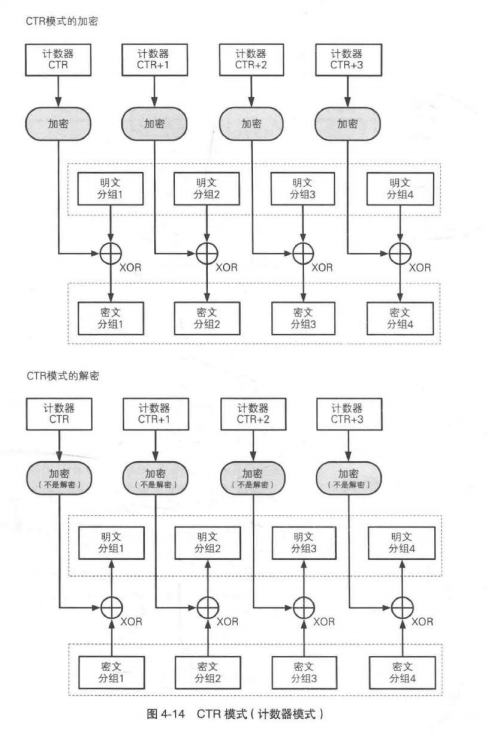 CTR模式的加密
计数器 计数器 计数器 计数器
CTR CTR+1 CTR+2 CTR+3
加密 加密 加密 加密
明文 明文 明文 明文
分组1 分组2 分组3 分组4
XOR XOR XOR XOR
密文 密文 密文 密文
分组1 分组2 分组3 分组4
CTR模式的解密
计数器 计数器 计数器 计数器
CTR CTR+1 CTR+2 CTR+3
加密 加密 加密 加密
(不是解密) (不是解密) (不是解密) (不是解密)
明文 明文 明文 明文
分组1 分组2 分组3 分组4
XOR XOR XOR XOR
密文 密文 密文 密文
分组1 分组2 分组3 分组4
图 4-14 CTR 模式(计数器模式)